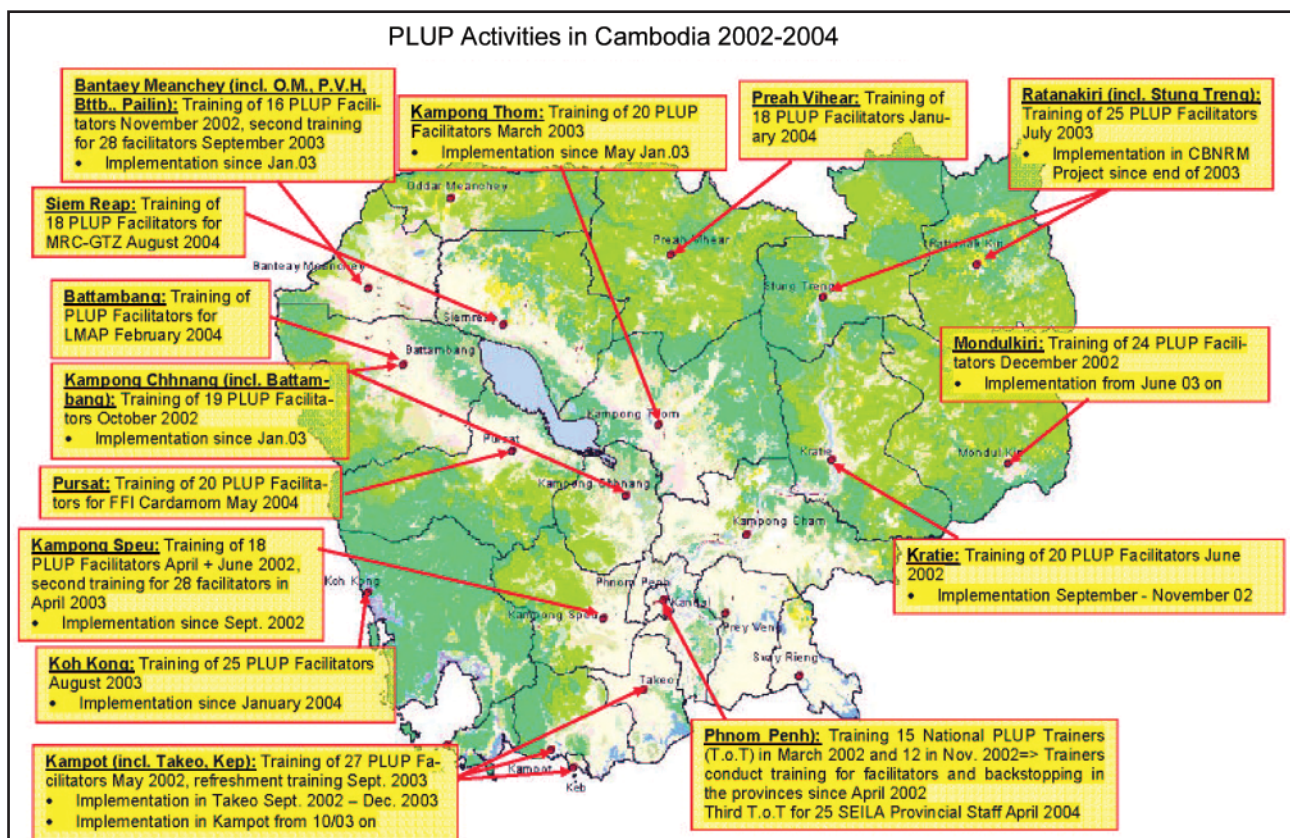 PLUP Activities in Cambodia 2002-2004
Bantaey Meanchey (incl. O.M., P.V.H,
Bttb., Pailin): Training of 16 PLUP Facili-
tators November 2002, second training
for 28 facilitators September 2003
• Implementation since Jan.03
Kampong Thom: Training of 20 PLUP
Facilitators March 2003
• Implementation since May Jan.03
Preah Vihear: Training of
18 PLUP Facilitators Janu-
ary 2004
Ratanakiri (incl. Stung Treng):
Training of 25 PLUP Facilitators
July 2003
• Implementation in CBNRM
Project since end of 2003
Siem Reap: Training of
18 PLUP Facilitators for
MRC-GTZ August 2004
Battambang: Training of
PLUP Facilitators for
LMAP February 2004
Kampong Chhnang (incl. Battam-
bang): Training of 19 PLUP Facilita-
tors October 2002
• Implementation since Jan.03
Pursat: Training of 20 PLUP Facilita-
tors for FFI Cardamom May 2004
Kampong Speu: Training of 18
PLUP Facilitators April + June 2002,
second training for 28 facilitators in
April 2003
• Implementation since Sept. 2002
Koh Kong: Training of 25 PLUP Facilitators
August 2003
• Implementation since January 2004
Kampot (incl. Takeo, Kep): Training of 27 PLUP Fa-
cilitators May 2002, refreshment training Sept. 2003
• Implementation in Takeo Sept. 2002 – Dec. 2003
• Implementation in Kampot from 10/03 on
Mondulkiri: Training of 24 PLUP Facili-
tators December 2002
• Implementation from June 03 on
Kratie: Training of 20 PLUP Facilitators June
2002
• Implementation September - November 02
Phnom Penh): Training 15 National PLUP Trainers
(T.o.T) in March 2002 and 12 in Nov. 2002=> Trainers
conduct training for facilitators and backstopping in
the provinces since April 2002
Third T.o.T for 25 SEILA Provincial Staff April 2004
Oddar Meanchey
Banteay Meanchey
Preah Vihear
Stung Treng
Battambang
Kampong Thom
Pursat
Kratie
Mondul Kiri
Kampong Chhnang
Kampong Cham
Koh Kong
Phnom Penh
Kandal
Kampong Speu
Prey Veng
Svay Rieng
Takeo
Kampot
Keb